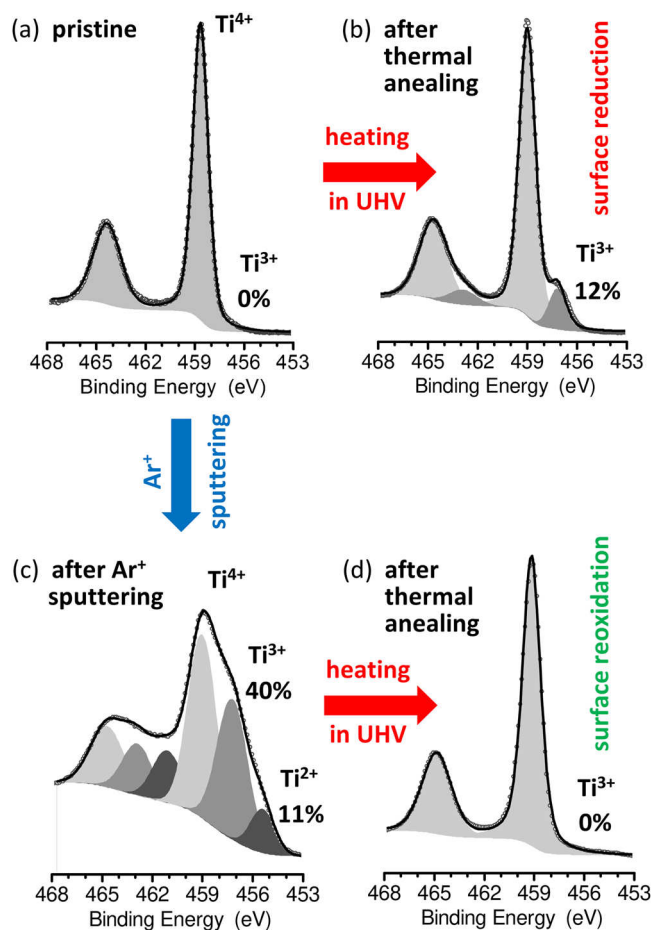 (a) pristine
Ti⁴⁺
Ti³⁺
0%
468 465 462 459 456 453
Binding Energy (eV)
heating
in UHV
(b) after
thermal
anealing
surface reduction
Ti³⁺
12%
468 465 462 459 456 453
Binding Energy (eV)
Ar⁺
sputtering
(c) after Ar⁺
sputtering
Ti⁴⁺
Ti³⁺
40%
Ti²⁺
11%
468 465 462 459 456 453
Binding Energy (eV)
heating
in UHV
(d) after
thermal
anealing
surface reoxidation
Ti³⁺
0%
468 465 462 459 456 453
Binding Energy (eV)